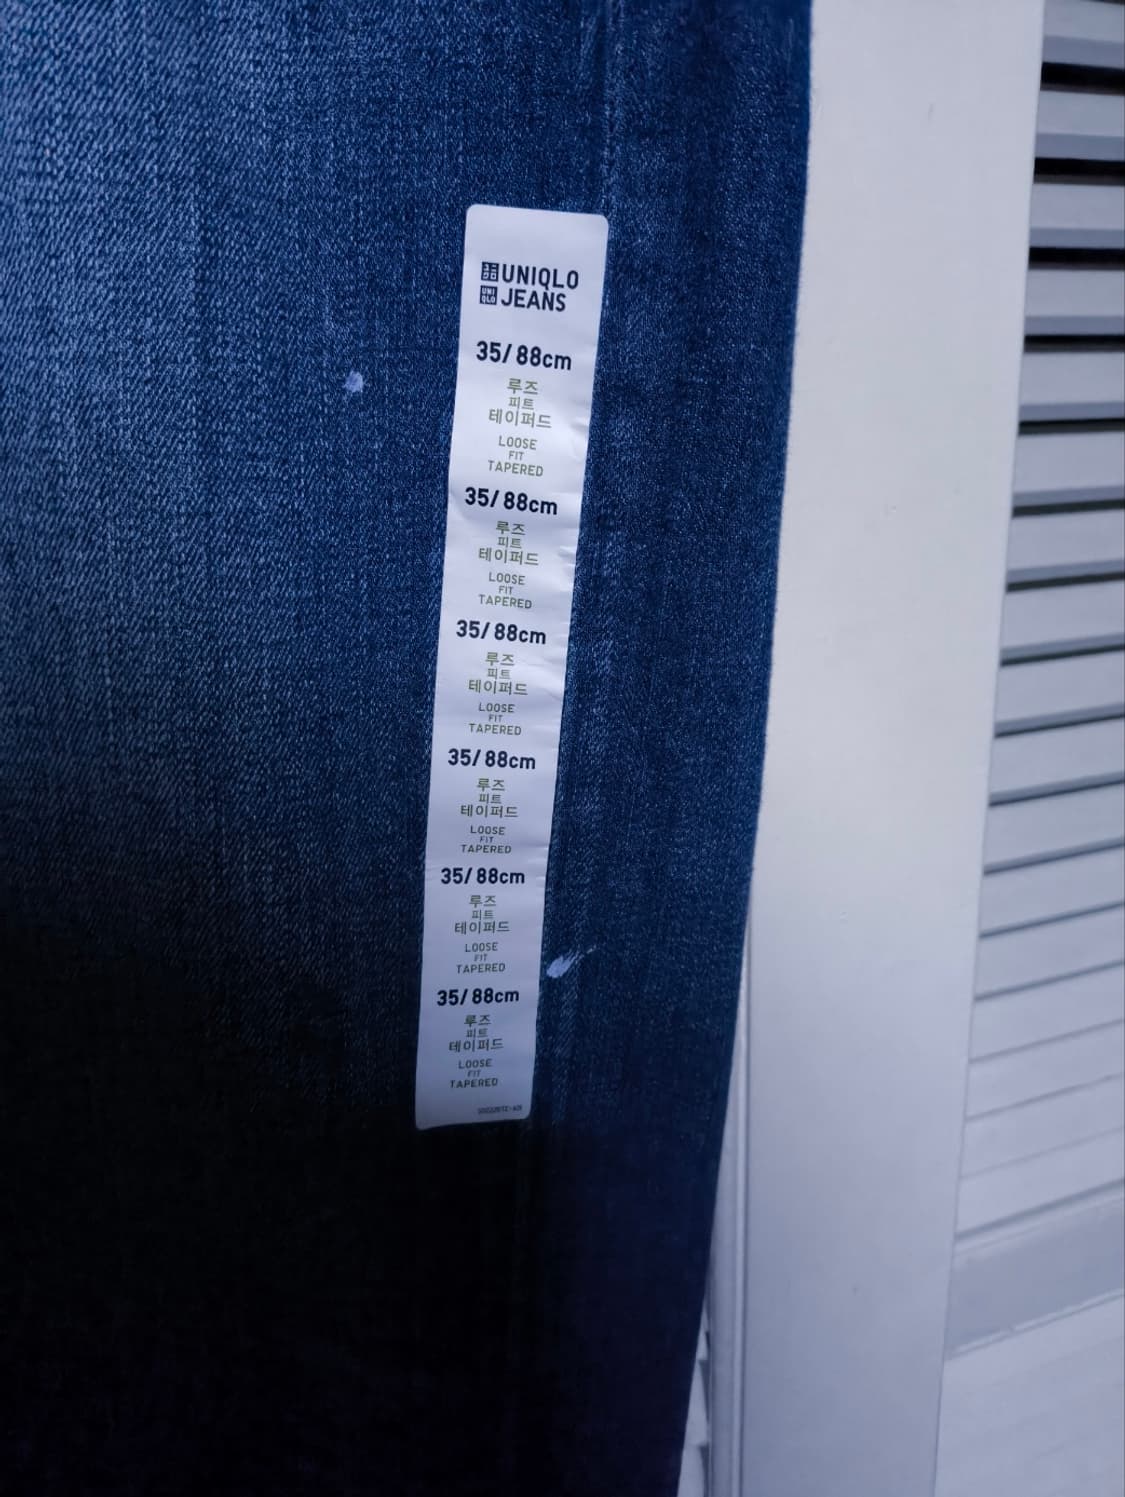 UNIQLO
JEANS
35/88cm
루즈
피트
테이퍼드
LOOSE
FIT
TAPERED
35/88cm
루즈
피트
테이퍼드
LOOSE
FIT
TAPERED
35/88cm
루즈
피트
테이퍼드
LOOSE
FIT
TAPERED
35/88cm
루즈
피트
테이퍼드
LOOSE
FIT
TAPERED
35/88cm
루즈
피트
테이퍼드
LOOSE
FIT
TAPERED
35/88cm
루즈
피트
테이퍼드
LOOSE
FIT
TAPERED